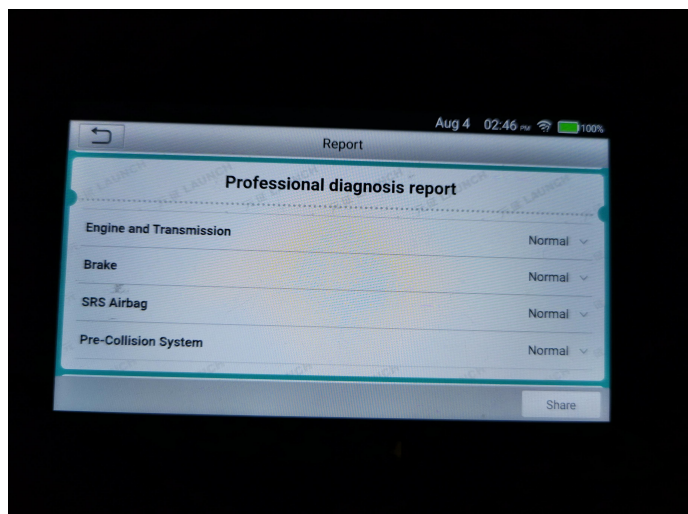 Aug 4 02:46 PM 100%
Report
Professional diagnosis report
Engine and Transmission Normal
Brake Normal
SRS Airbag Normal
Pre-Collision System Normal
Share